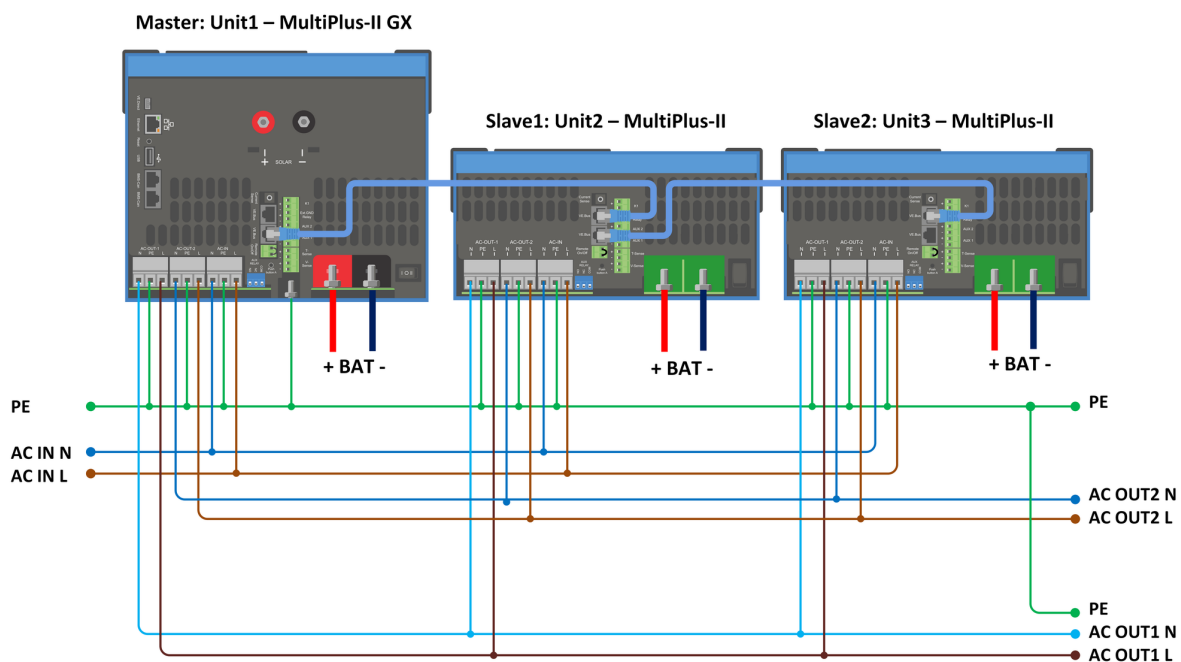 Master: Unit1 – MultiPlus-II GX
Slave1: Unit2 – MultiPlus-II
Slave2: Unit3 – MultiPlus-II
Ethernet
USB
SOLAR
+ −
AC-OUT-1 AC-OUT-2 AC-IN
N PE L N PE L N PE L
AC-OUT-1 AC-OUT-2 AC-IN
N PE L N PE L N PE L
AC-OUT-1 AC-OUT-2 AC-IN
N PE L N PE L N PE L
+ BAT -
+ BAT -
+ BAT -
PE
AC IN N
AC IN L
PE
AC OUT2 N
AC OUT2 L
PE
AC OUT1 N
AC OUT1 L